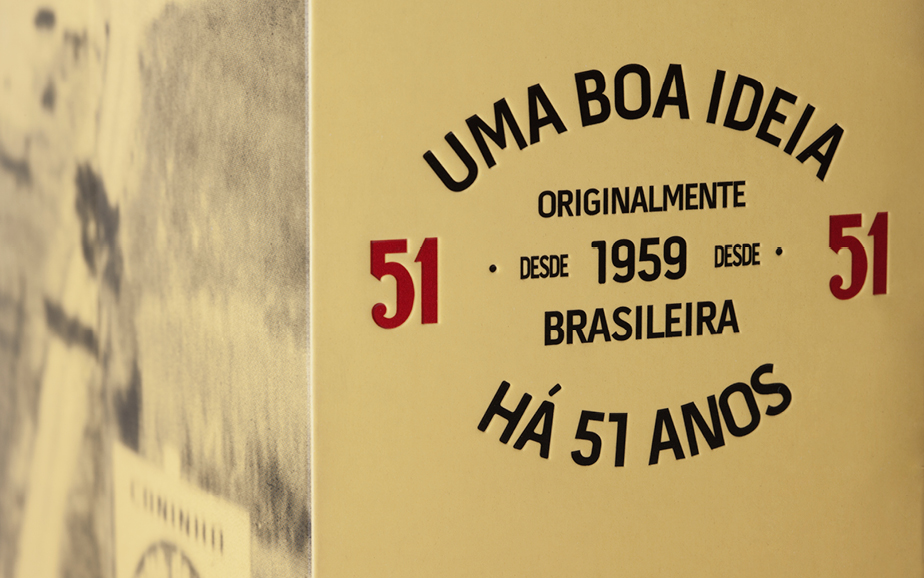 UMA BOA IDEIA
ORIGINALMENTE
51 • DESDE 1959 DESDE • 51
BRASILEIRA
HÁ 51 ANOS